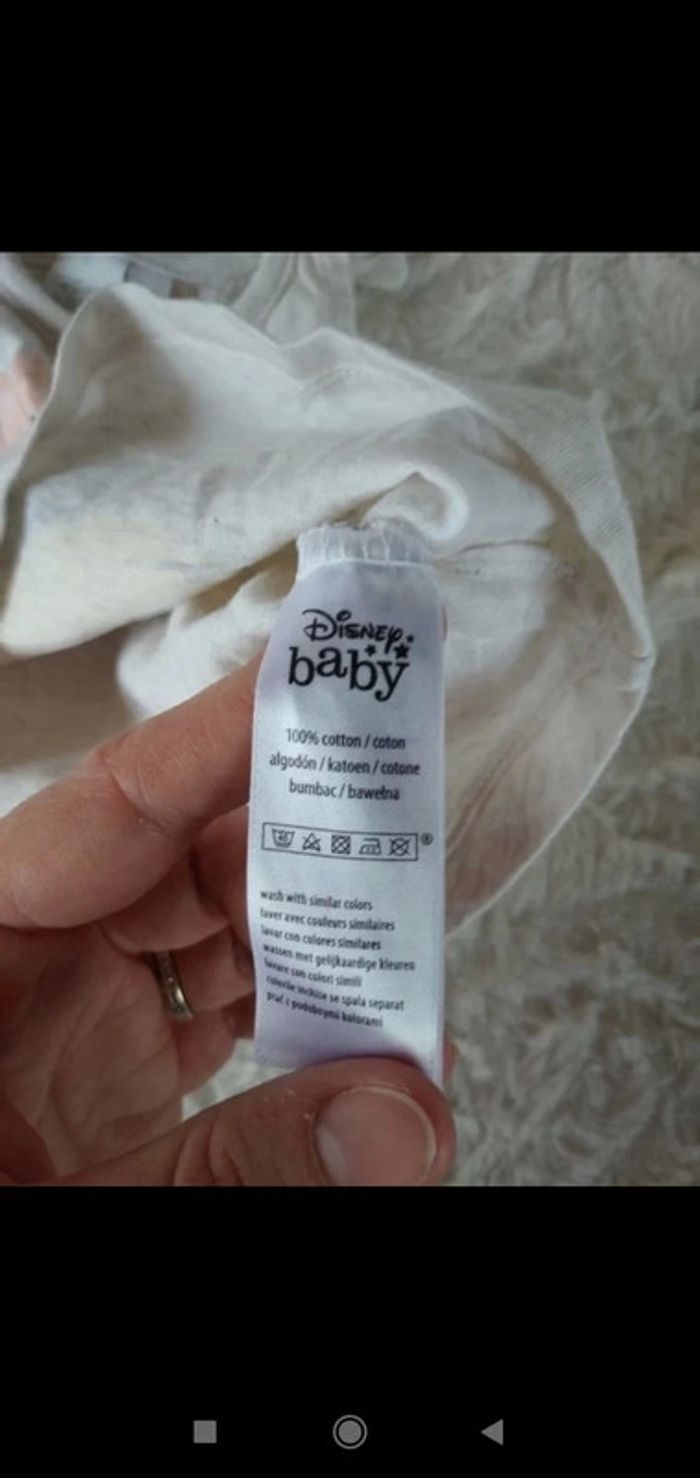 Disney
baby
100% cotton / coton
algodón / katoen / cotone
bumbac / bawełna
wash with similar colors
laver avec couleurs similaires
lavar con colores similares
wassen met gelijkaardige kleuren
lavare con colori simili
culorile inchise se spala separat
prać z podobnymi kolorami